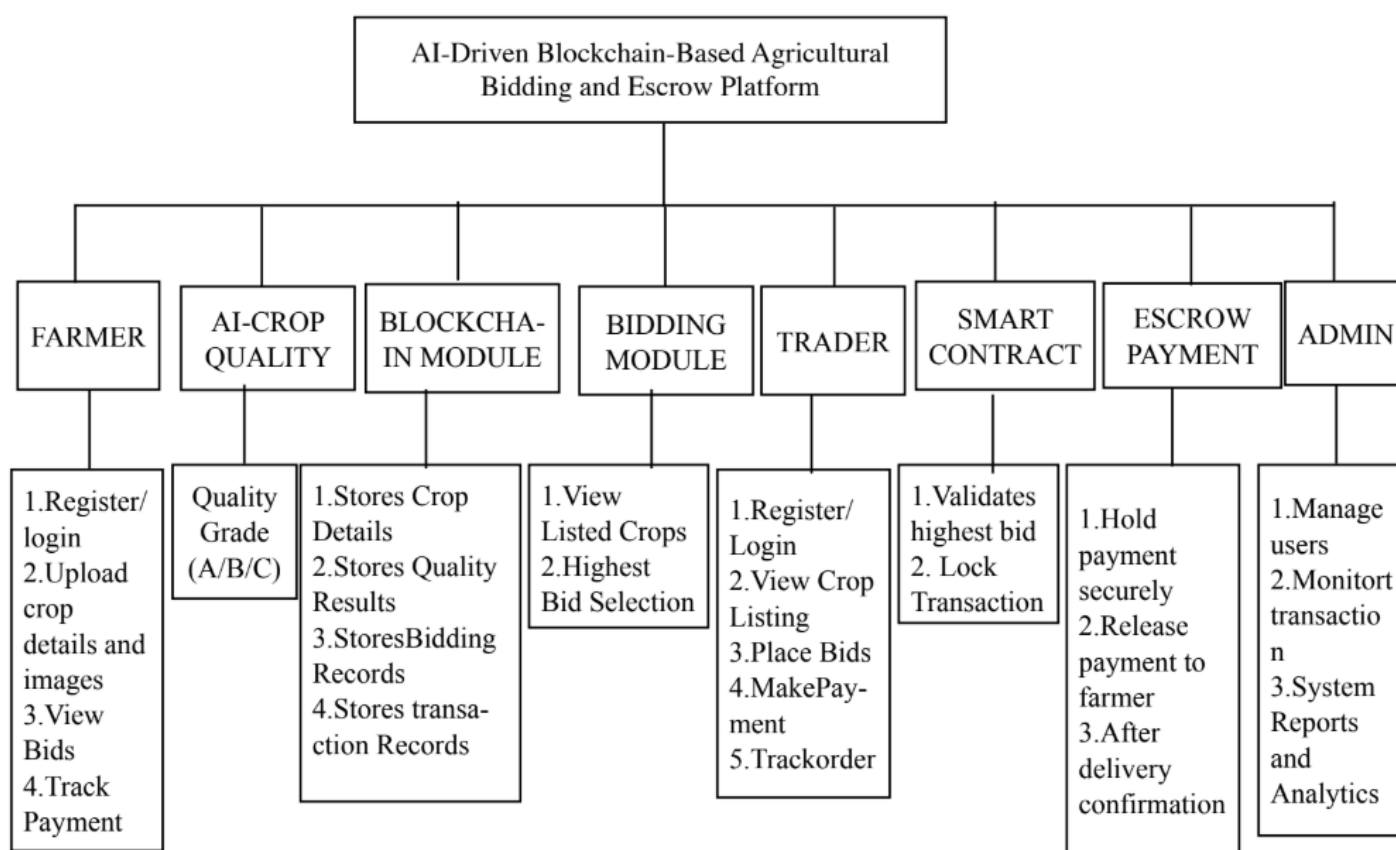 AI-Driven Blockchain-Based Agricultural
Bidding and Escrow Platform
FARMER
AI-CROP
QUALITY
BLOCKCHA-
IN MODULE
BIDDING
MODULE
TRADER
SMART
CONTRACT
ESCROW
PAYMENT
ADMIN
1.Register/
login
2.Upload
crop
details and
images
3.View
Bids
4.Track
Payment
Quality
Grade
(A/B/C)
1.Stores Crop
Details
2.Stores Quality
Results
3.StoresBidding
Records
4.Stores transa-
ction Records
1.View
Listed Crops
2.Highest
Bid Selection
1.Register/
Login
2.View Crop
Listing
3.Place Bids
4.MakePay-
ment
5.Trackorder
1.Validates
highest bid
2. Lock
Transaction
1.Hold
payment
securely
2.Release
payment to
farmer
3.After
delivery
confirmation
1.Manage
users
2.Monitort
transactio
n
3.System
Reports
and
Analytics